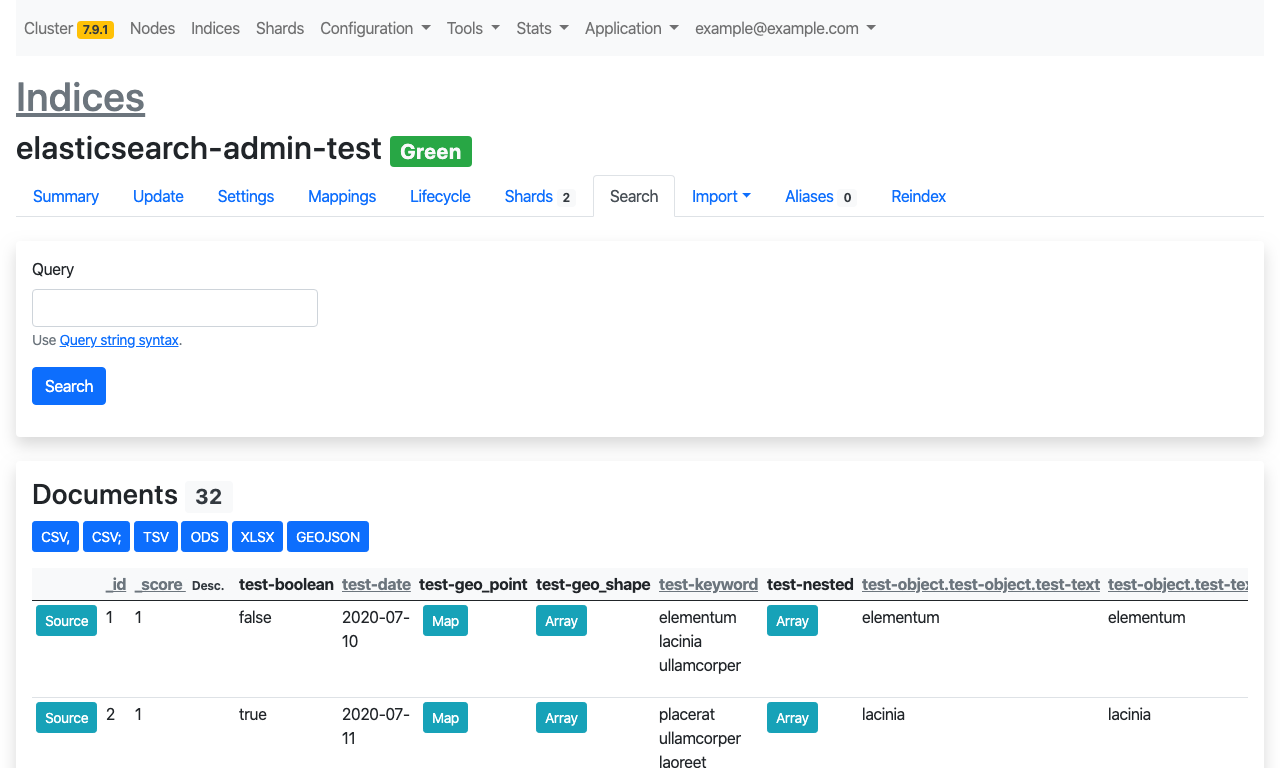 Cluster 7.9.1 Nodes Indices Shards Configuration Tools Stats Application example@example.com
Indices
elasticsearch-admin-test Green
Summary Update Settings Mappings Lifecycle Shards 2 Search Import Aliases 0 Reindex
Query
Use Query string syntax.
Search
Documents 32
CSV, CSV; TSV ODS XLSX GEOJSON
_id _score Desc. test-boolean test-date test-geo_point test-geo_shape test-keyword test-nested test-object.test-object.test-text test-object.test-tex
Source 1 1 false 2020-07- Map Array elementum Array elementum elementum
10 lacinia
ullamcorper
Source 2 1 true 2020-07- Map Array placerat Array lacinia lacinia
11 ullamcorper
laoreet